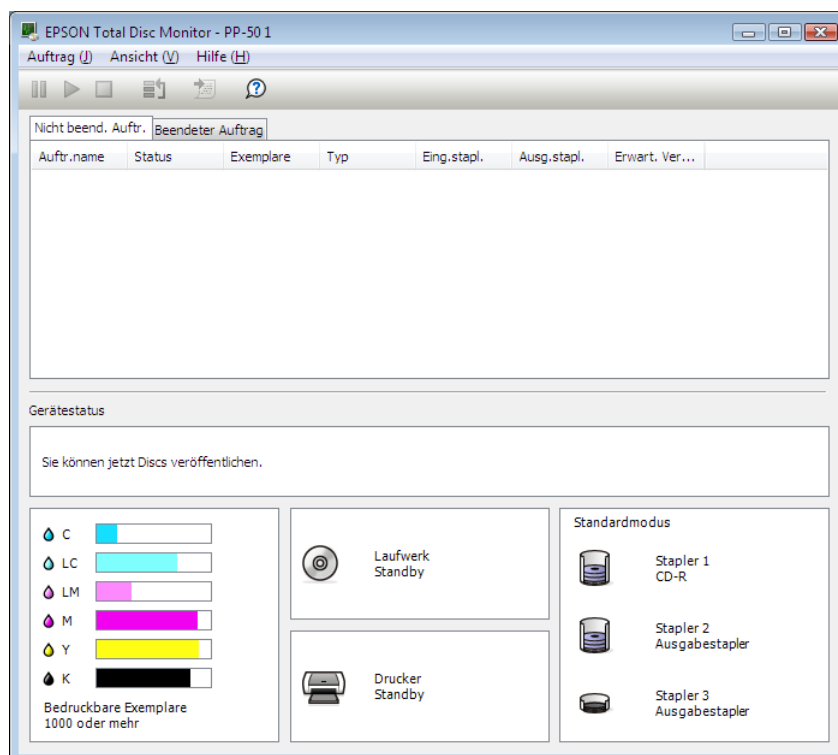 EPSON Total Disc Monitor - PP-50 1
Auftrag (J) Ansicht (V) Hilfe (H)
Nicht beend. Auftr. Beendeter Auftrag
Auftr.name Status Exemplare Typ Eing.stapl. Ausg.stapl. Erwart. Ver...
Gerätestatus
Sie können jetzt Discs veröffentlichen.
C
LC
LM
M
Y
K
Bedruckbare Exemplare
1000 oder mehr
Laufwerk
Standby
Drucker
Standby
Standardmodus
Stapler 1
CD-R
Stapler 2
Ausgabestapler
Stapler 3
Ausgabestapler